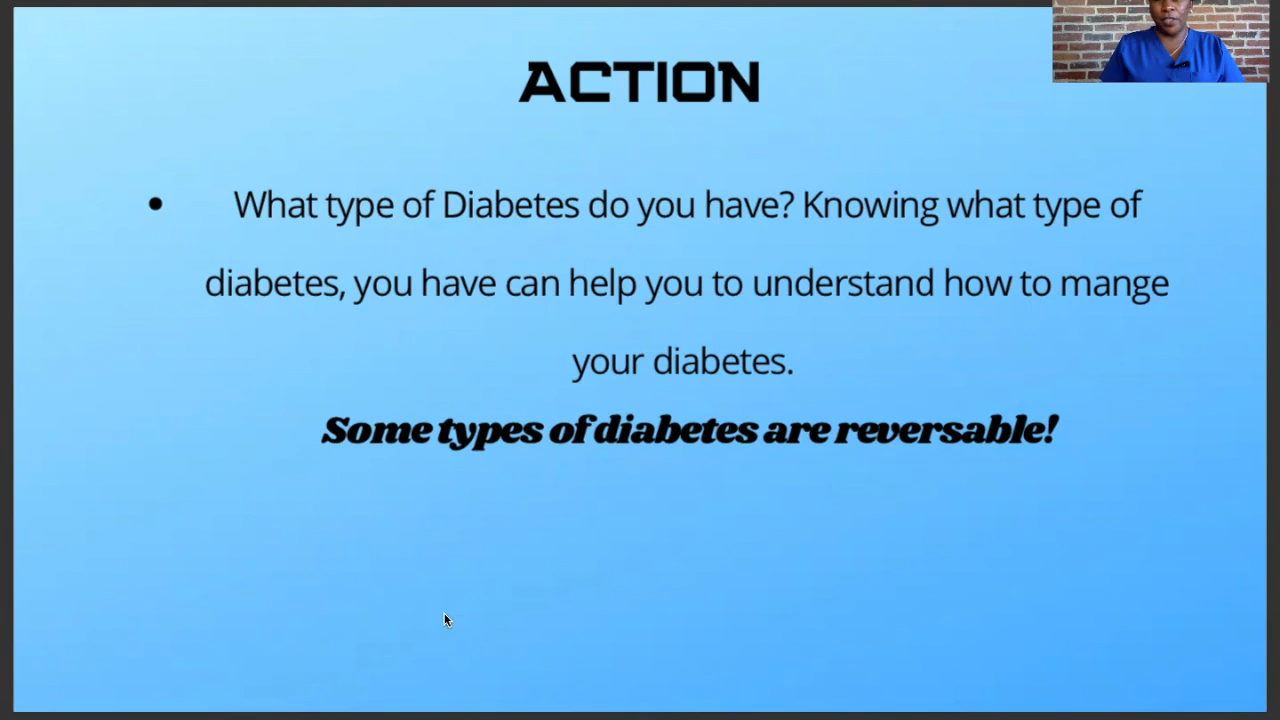 ACTION
• What type of Diabetes do you have? Knowing what type of
diabetes, you have can help you to understand how to mange
your diabetes.
Some types of diabetes are reversable!